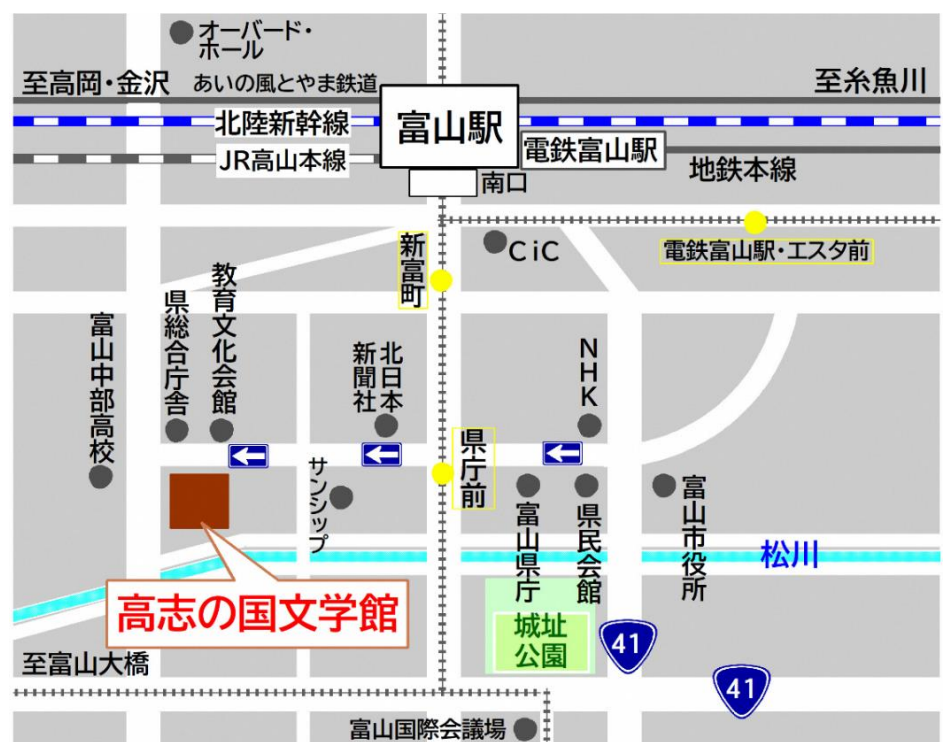 オーバード・
ホール
至高岡・金沢
あいの風とやま鉄道
至糸魚川
北陸新幹線
富山駅
JR高山本線
電鉄富山駅
地鉄本線
南口
新富町
CiC
電鉄富山駅・エスタ前
教育文化会館
県総合庁舎
富山中部高校
北日本
新聞社
NHK
県庁前
サンシップ
富山県庁
県民会館
富山市役所
松川
高志の国文学館
城址
公園
41
41
至富山大橋
富山国際会議場